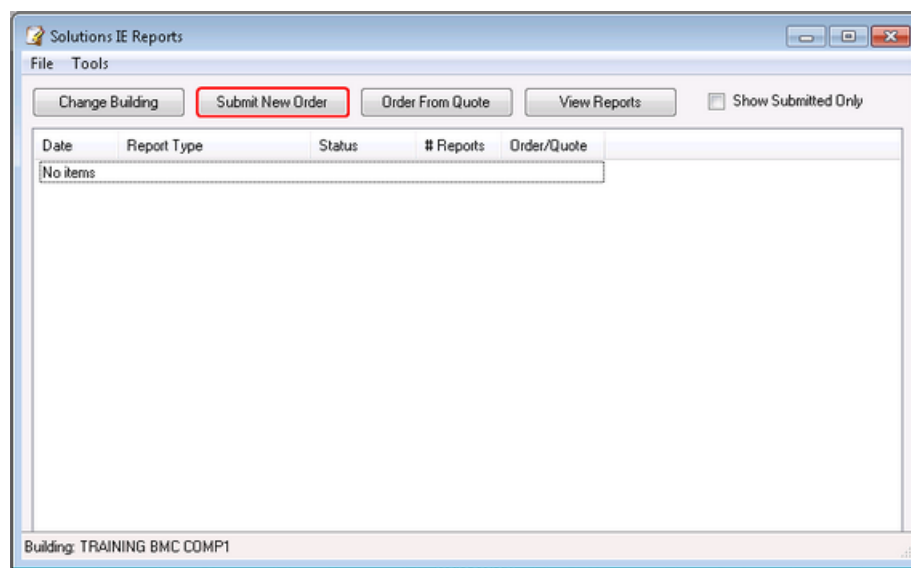 Solutions IE Reports
File Tools
Change Building Submit New Order Order From Quote View Reports Show Submitted Only
Date Report Type Status # Reports Order/Quote
No items
Building: TRAINING BMC COMP1